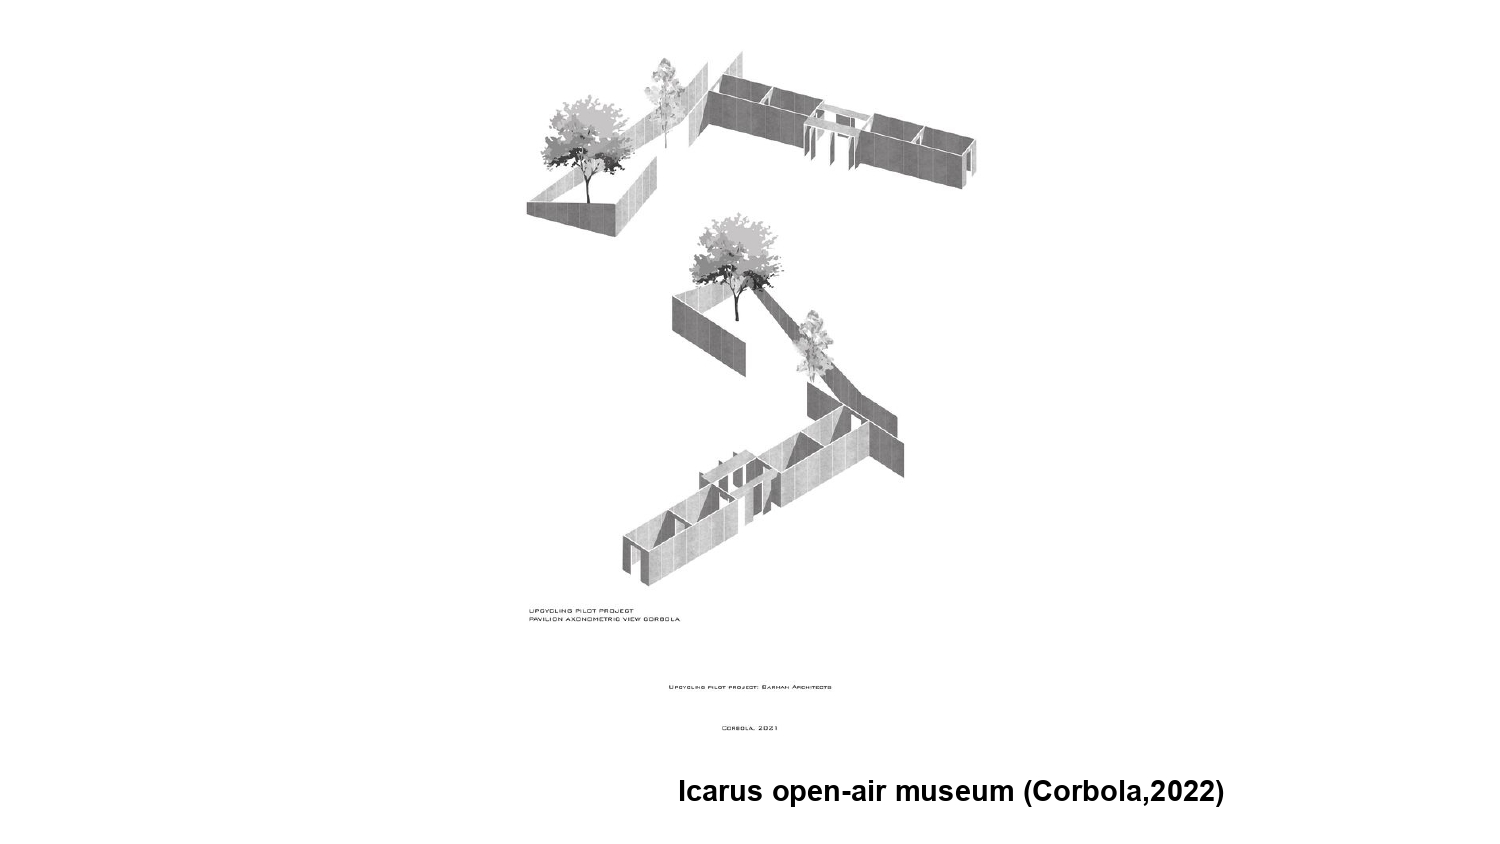 UPCYCLING PILOT PROJECT
PAVILION AXONOMETRIC VIEW CORBOLA
Upcycling pilot project: Barman Architects
Corbola, 2021
Icarus open-air museum (Corbola,2022)